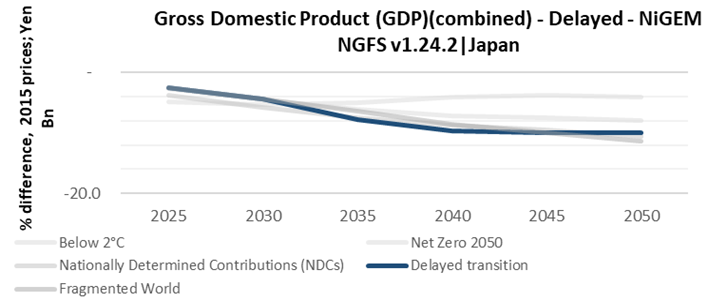 Gross Domestic Product (GDP)(combined) - Delayed - NiGEM
NGFS v1.24.2|Japan
% difference, 2015 prices; Yen
Bn
-
-20.0
2025 2030 2035 2040 2045 2050
Below 2°C Net Zero 2050
Nationally Determined Contributions (NDCs) Delayed transition
Fragmented World